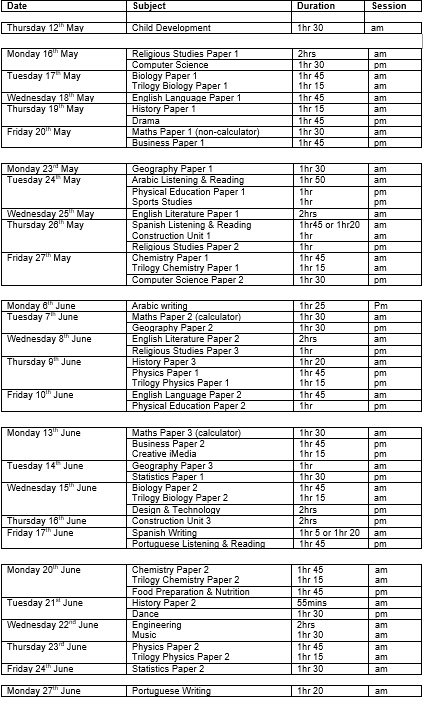 Date Subject Duration Session
Thursday 12th May Child Development 1hr 30 am
Monday 16th May Religious Studies Paper 1 2hrs am
Computer Science 1hr 30 pm
Tuesday 17th May Biology Paper 1 1hr 45 am
Trilogy Biology Paper 1 1hr 15 am
Wednesday 18th May English Language Paper 1 1hr 45 am
Thursday 19th May History Paper 1 1hr 15 am
Drama 1hr 45 pm
Friday 20th May Maths Paper 1 (non-calculator) 1hr 30 am
Business Paper 1 1hr 45 pm
Monday 23rd May Geography Paper 1 1hr 30 am
Tuesday 24th May Arabic Listening & Reading 1hr 50 am
Physical Education Paper 1 1hr pm
Sports Studies 1hr pm
Wednesday 25th May English Literature Paper 1 2hrs am
Thursday 26th May Spanish Listening & Reading 1hr45 or 1hr20 am
Construction Unit 1 1hr am
Religious Studies Paper 2 1hr pm
Friday 27th May Chemistry Paper 1 1hr 45 am
Trilogy Chemistry Paper 1 1hr 15 am
Computer Science Paper 2 1hr 30 pm
Monday 6th June Arabic writing 1hr 25 Pm
Tuesday 7th June Maths Paper 2 (calculator) 1hr 30 am
Geography Paper 2 1hr 30 pm
Wednesday 8th June English Literature Paper 2 2hrs am
Religious Studies Paper 3 1hr pm
Thursday 9th June History Paper 3 1hr 20 am
Physics Paper 1 1hr 45 pm
Trilogy Physics Paper 1 1hr 15 pm
Friday 10th June English Language Paper 2 1hr 45 am
Physical Education Paper 2 1hr pm
Monday 13th June Maths Paper 3 (calculator) 1hr 30 am
Business Paper 2 1hr 45 pm
Creative iMedia 1hr 15 pm
Tuesday 14th June Geography Paper 3 1hr am
Statistics Paper 1 1hr 30 pm
Wednesday 15th June Biology Paper 2 1hr 45 am
Trilogy Biology Paper 2 1hr 15 am
Design & Technology 2hrs pm
Thursday 16th June Construction Unit 3 2hrs pm
Friday 17th June Spanish Writing 1hr 5 or 1hr 20 am
Portuguese Listening & Reading 1hr 45 pm
Monday 20th June Chemistry Paper 2 1hr 45 am
Trilogy Chemistry Paper 2 1hr 15 am
Food Preparation & Nutrition 1hr 45 pm
Tuesday 21st June History Paper 2 55mins am
Dance 1hr 30 pm
Wednesday 22nd June Engineering 2hrs am
Music 1hr 30 am
Thursday 23rd June Physics Paper 2 1hr 45 am
Trilogy Physics Paper 2 1hr 15 am
Friday 24th June Statistics Paper 2 1hr 30 am
Monday 27th June Portuguese Writing 1hr 20 am